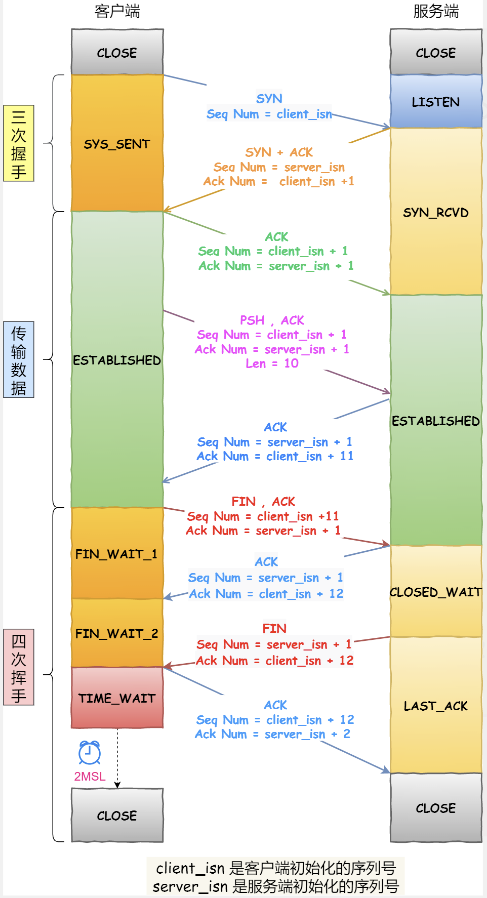 客户端
服务端
CLOSE
CLOSE
三次握手
SYS_SENT
LISTEN
SYN
Seq Num = client_isn
SYN + ACK
Seq Num = server_isn
Ack Num = client_isn +1
SYN_RCVD
ACK
Seq Num = client_isn + 1
Ack Num = server_isn + 1
传输数据
ESTABLISHED
PSH , ACK
Seq Num = client_isn + 1
Ack Num = server_isn + 1
Len = 10
ESTABLISHED
ACK
Seq Num = server_isn + 1
Ack Num = client_isn + 11
四次挥手
FIN_WAIT_1
FIN , ACK
Seq Num = client_isn +11
Ack Num = server_isn + 1
ACK
Seq Num = server_isn + 1
Ack Num = clent_isn + 12
CLOSED_WAIT
FIN_WAIT_2
FIN
Seq Num = server_isn + 1
Ack Num = client_isn + 12
TIME_WAIT
LAST_ACK
ACK
Seq Num = client_isn + 12
Ack Num = server_isn + 2
2MSL
CLOSE
CLOSE
client_isn 是客户端初始化的序列号
server_isn 是服务端初始化的序列号